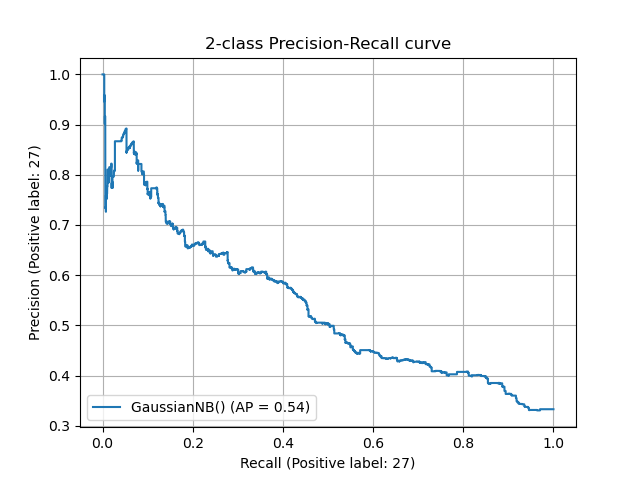 2-class Precision-Recall curve
1.0
0.9
0.8
0.7
0.6
0.5
0.4
0.3
Precision (Positive label: 27)
GaussianNB() (AP = 0.54)
0.0 0.2 0.4 0.6 0.8 1.0
Recall (Positive label: 27)